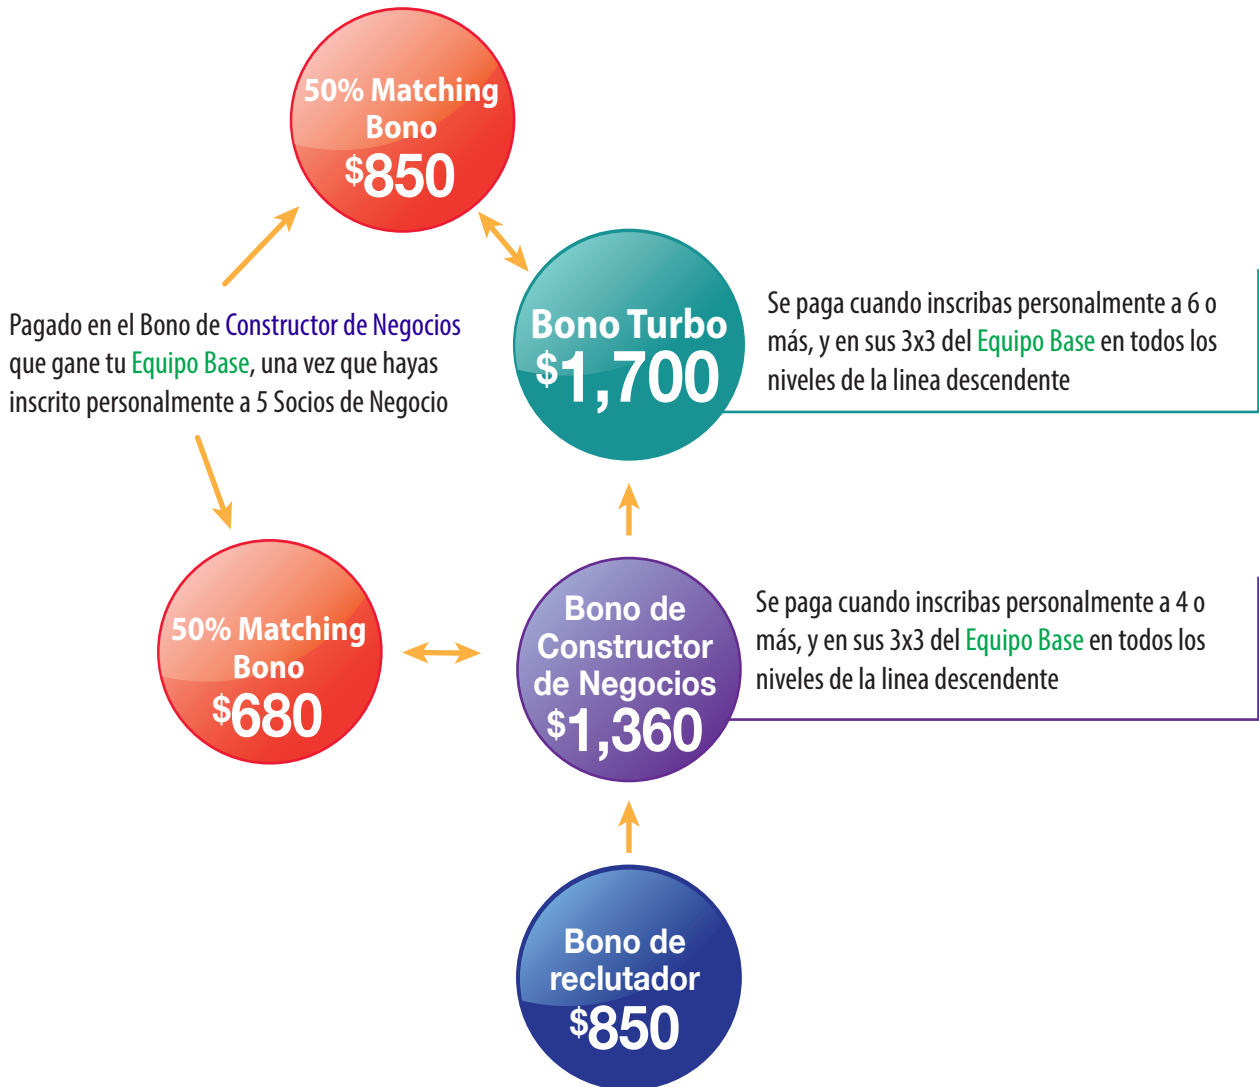 50% Matching
Bono
$850
Pagado en el Bono de Constructor de Negocios
que gane tu Equipo Base, una vez que hayas
inscrito personalmente a 5 Socios de Negocio
Bono Turbo
$1,700
Se paga cuando inscribas personalmente a 6 o
más, y en sus 3x3 del Equipo Base en todos los
niveles de la linea descendente
50% Matching
Bono
$680
Bono de
Constructor
de Negocios
$1,360
Se paga cuando inscribas personalmente a 4 o
más, y en sus 3x3 del Equipo Base en todos los
niveles de la linea descendente
Bono de
reclutador
$850